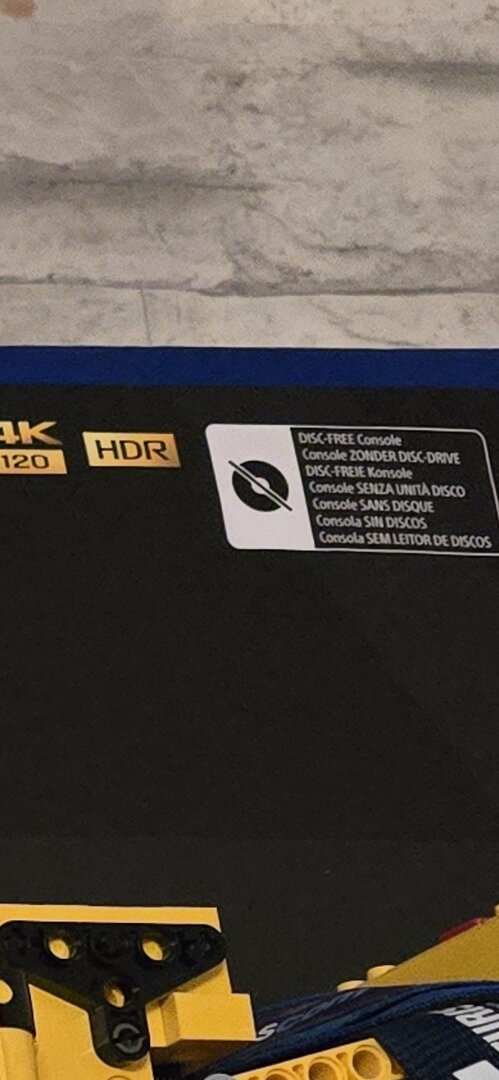 4K
120
HDR
DISC-FREE Console
Console ZONDER DISC-DRIVE
DISC-FREIE Konsole
Console SENZA UNITÀ DISCO
Console SANS DISQUE
Consola SIN DISCOS
Consola SEM LEITOR DE DISCOS